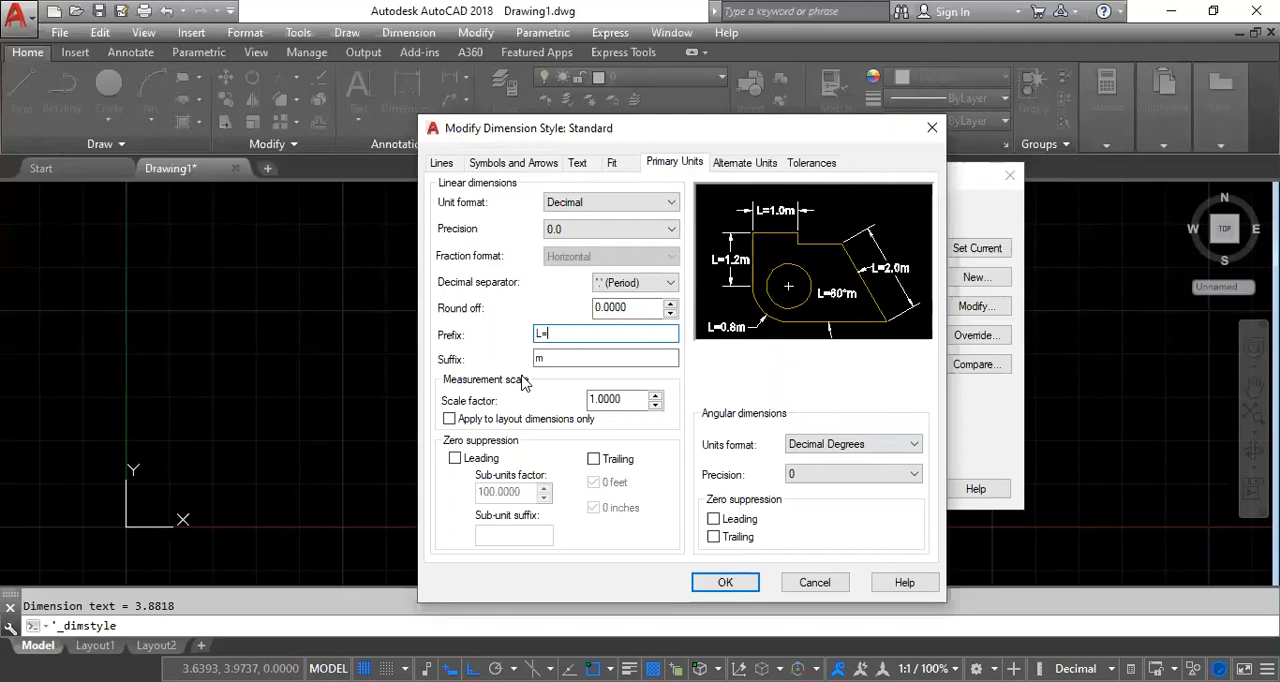 Autodesk AutoCAD 2018 Drawing1.dwg
Type a keyword or phrase
Sign In
File Edit View Insert Format Tools Draw Dimension Modify Parametric Express Window Help
Home Insert Annotate Parametric View Manage Output Add-ins A360 Featured Apps Express Tools
0
ByLayer
ByLayer
Draw
Modify
Groups
Start
Drawing1*
Modify Dimension Style: Standard
Lines Symbols and Arrows Text Fit Primary Units Alternate Units Tolerances
Linear dimensions
Unit format: Decimal
Precision 0.0
Fraction format: Horizontal
Decimal separator: '.' (Period)
Round off: 0.0000
Prefix: L=
Suffix: m
Measurement sca
Scale factor: 1.0000
Apply to layout dimensions only
Zero suppression
Leading
Trailing
Sub-units factor:
0 feet
100.0000
0 inches
Sub-unit suffix:
L=1.0m
L=1.2m
L=2.0m
L=60°m
L=0.8m
Angular dimensions
Units format: Decimal Degrees
Precision: 0
Zero suppression
Leading
Trailing
OK Cancel Help
Set Current
New...
Modify...
Override...
Compare...
Help
N
W TOP E
S
Unnamed
Y
X
Dimension text = 3.8818
'_dimstyle
Model Layout1 Layout2
3.6393, 3.9737, 0.0000 MODEL 1:1 / 100% Decimal